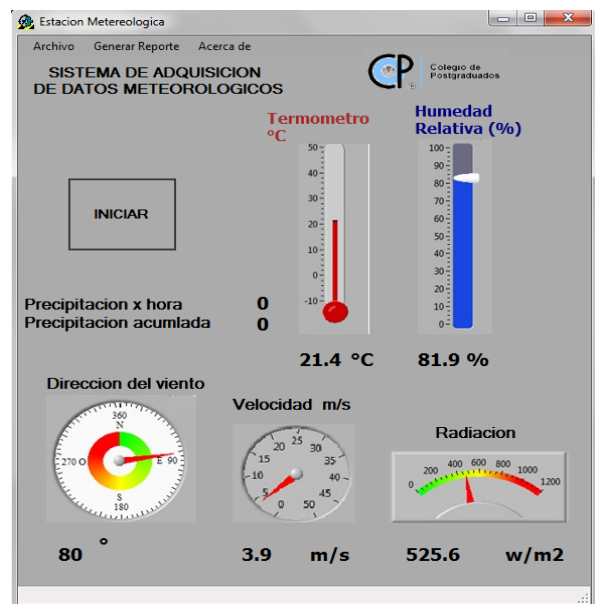 Estacion Metereologica
Archivo Generar Reporte Acerca de
SISTEMA DE ADQUISICION
DE DATOS METEOROLOGICOS
CP
Colegio de
Postgraduados
Termometro
°C
Humedad
Relativa (%)
INICIAR
50
40
30
20
10
0
-10
100
90
80
70
60
50
40
30
20
10
0
Precipitacion x hora 0
Precipitacion acumlada 0
21.4 °C
81.9 %
Direccion del viento
360
N
270 O
E 90
S
180
80 °
Velocidad m/s
0
5
10
15
20
25
30
35
40
45
50
3.9 m/s
Radiacion
0
200
400
600
800
1000
1200
525.6 w/m2